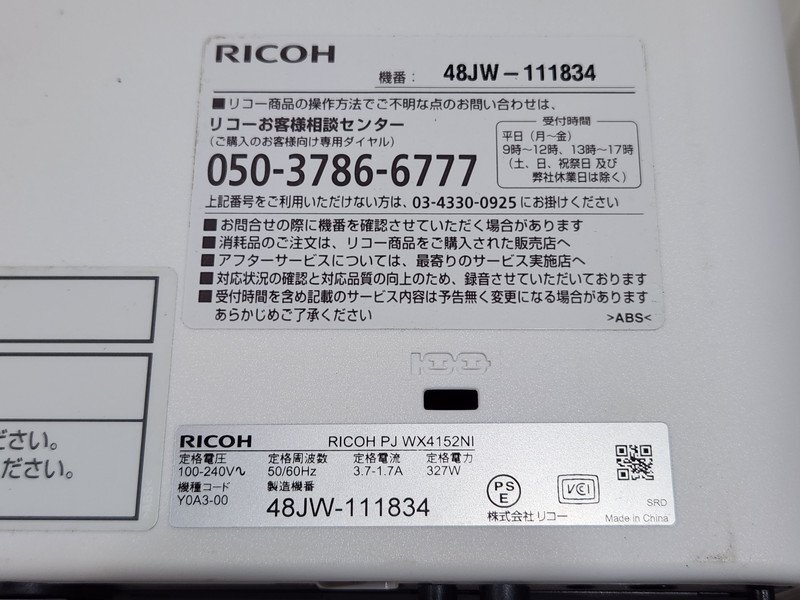 RICOH
機番： 48JW－111834
■リコー商品の操作方法でご不明な点のお問い合わせは、
リコーお客様相談センター
(ご購入のお客様向け専用ダイヤル)
050-3786-6777
受付時間
平日（月～金）
9時～12時、13時～17時
（土、日、祝祭日 及び
弊社休業日は除く）
上記番号をご利用いただけない方は、03-4330-0925 にお掛けください
■お問合せの際に機番を確認させていただく場合があります
■消耗品のご注文は、リコー商品をご購入された販売店へ
■アフターサービスについては、最寄りのサービス実施店へ
■対応状況の確認と対応品質の向上のため、録音させていただいております
■受付時間を含め記載のサービス内容は予告無く変更になる場合があります
あらかじめご了承ください
>ABS<
ださい。
ださい。
RICOH
RICOH PJ WX4152NI
定格電圧 定格周波数 定格電流 定格電力
100-240V～ 50/60Hz 3.7-1.7A 327W
機種コード 製造機番
Y0A3-00 48JW-111834
PSE
VCI
株式会社 リコー
SRD
Made in China